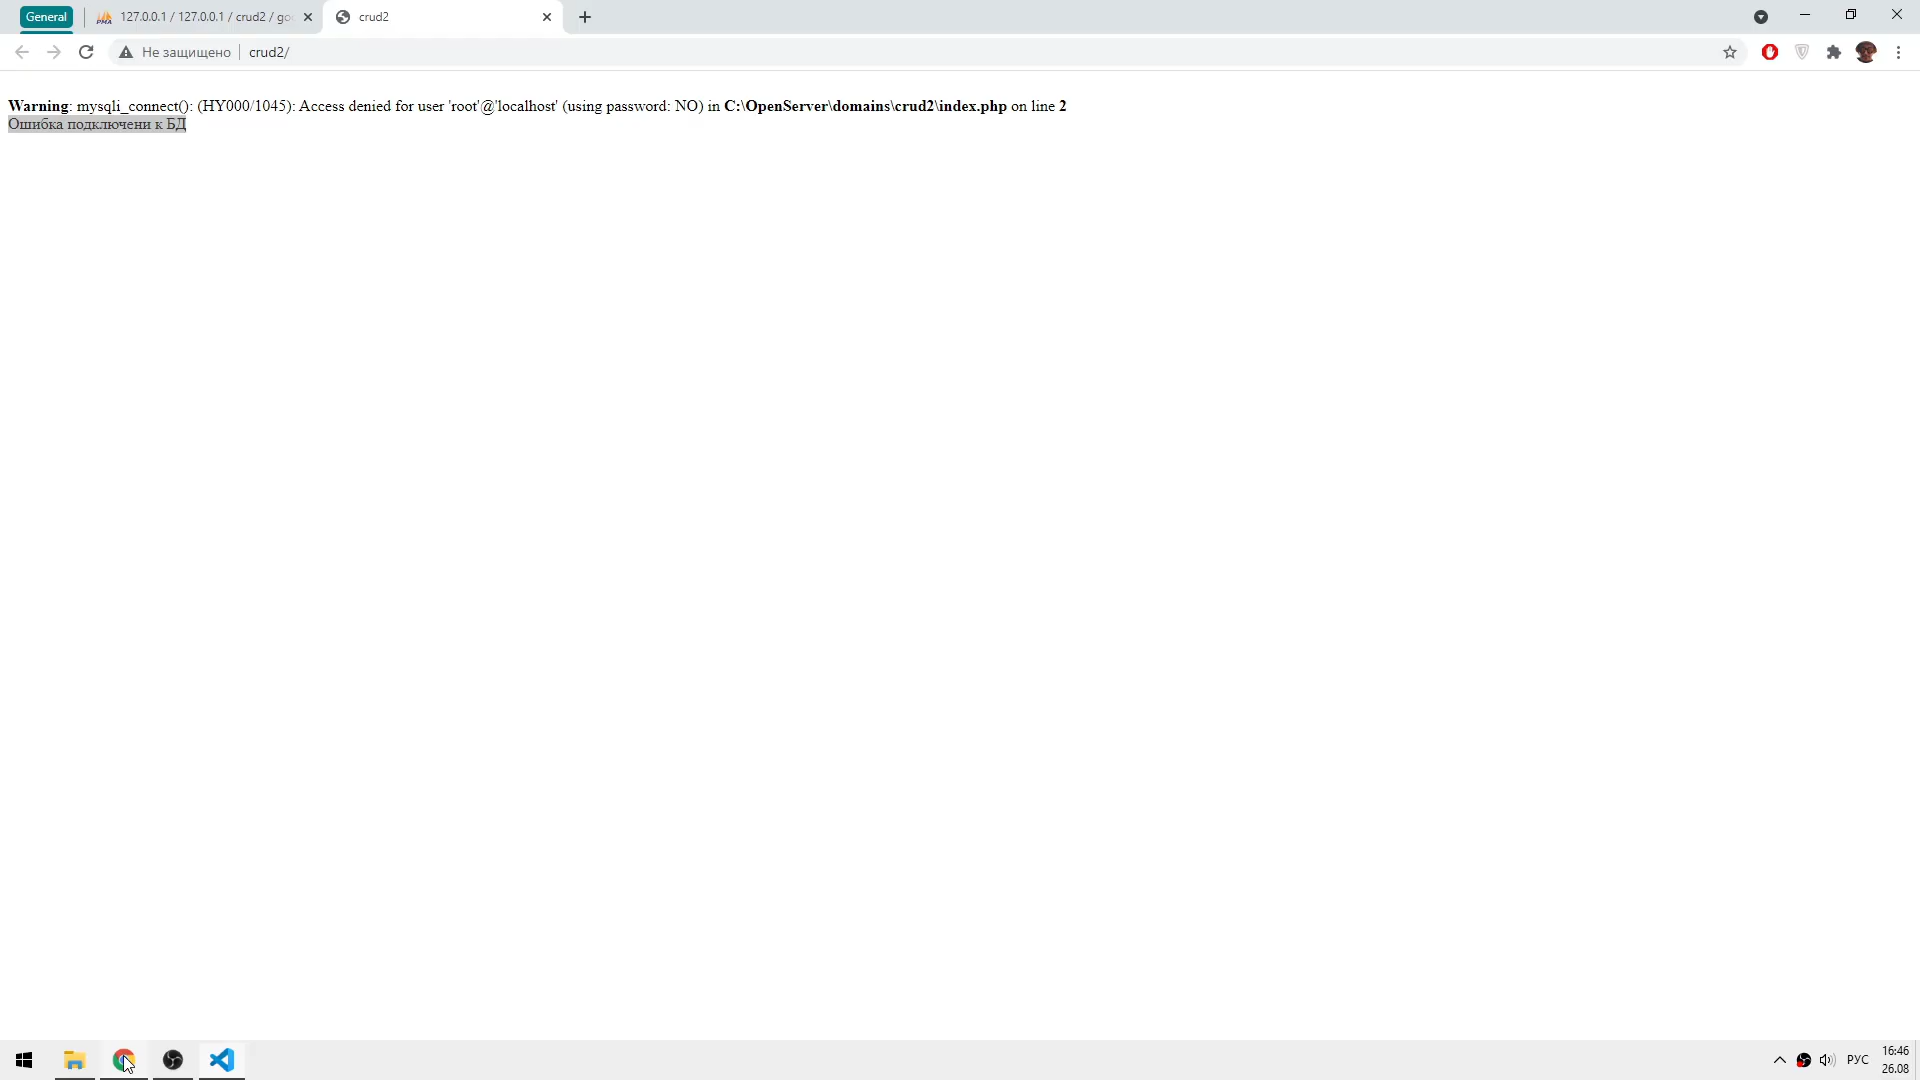 General
127.0.0.1 / 127.0.0.1 / crud2 / go
crud2
Не защищено
crud2/
Warning: mysqli_connect(): (HY000/1045): Access denied for user 'root'@'localhost' (using password: NO) in C:\OpenServer\domains\crud2\index.php on line 2
Ошибка подключени к БД
РУС
16:46
26.08